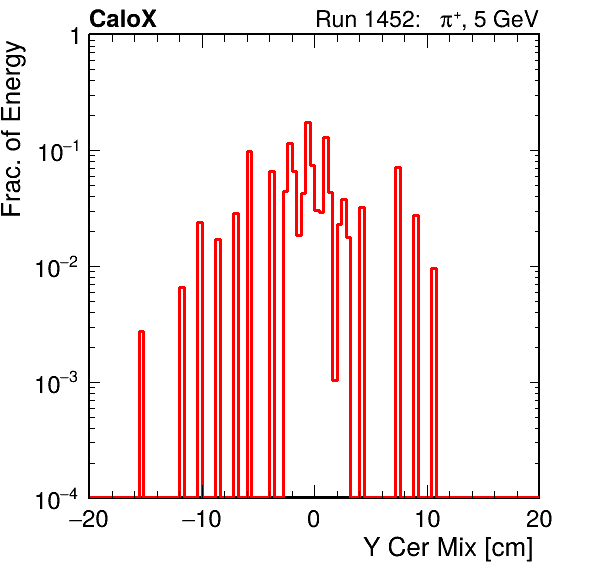 CaloX
Run 1452: π⁺, 5 GeV
Frac. of Energy
1
10⁻¹
10⁻²
10⁻³
10⁻⁴
−20
−10
0
10
20
Y Cer Mix [cm]